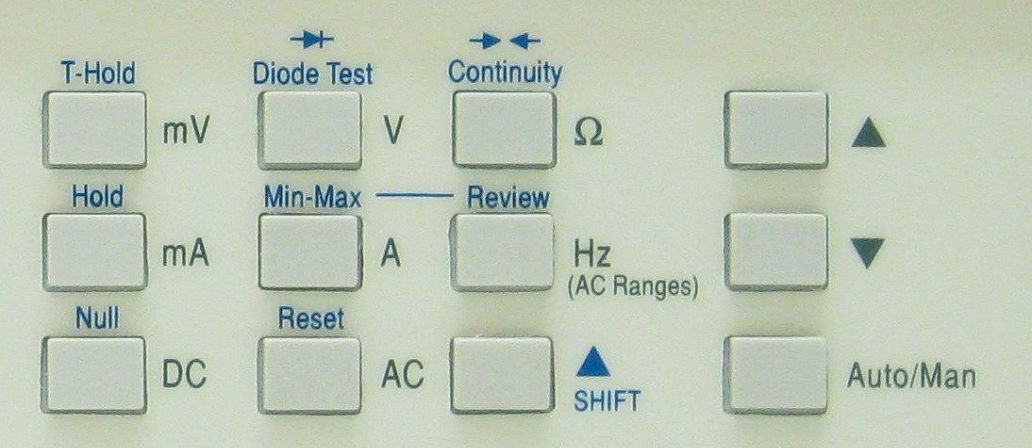 T-Hold Diode Test Continuity
mV V Ω
Hold Min-Max Review
mA A Hz
(AC Ranges)
Null Reset
DC AC Auto/Man
SHIFT